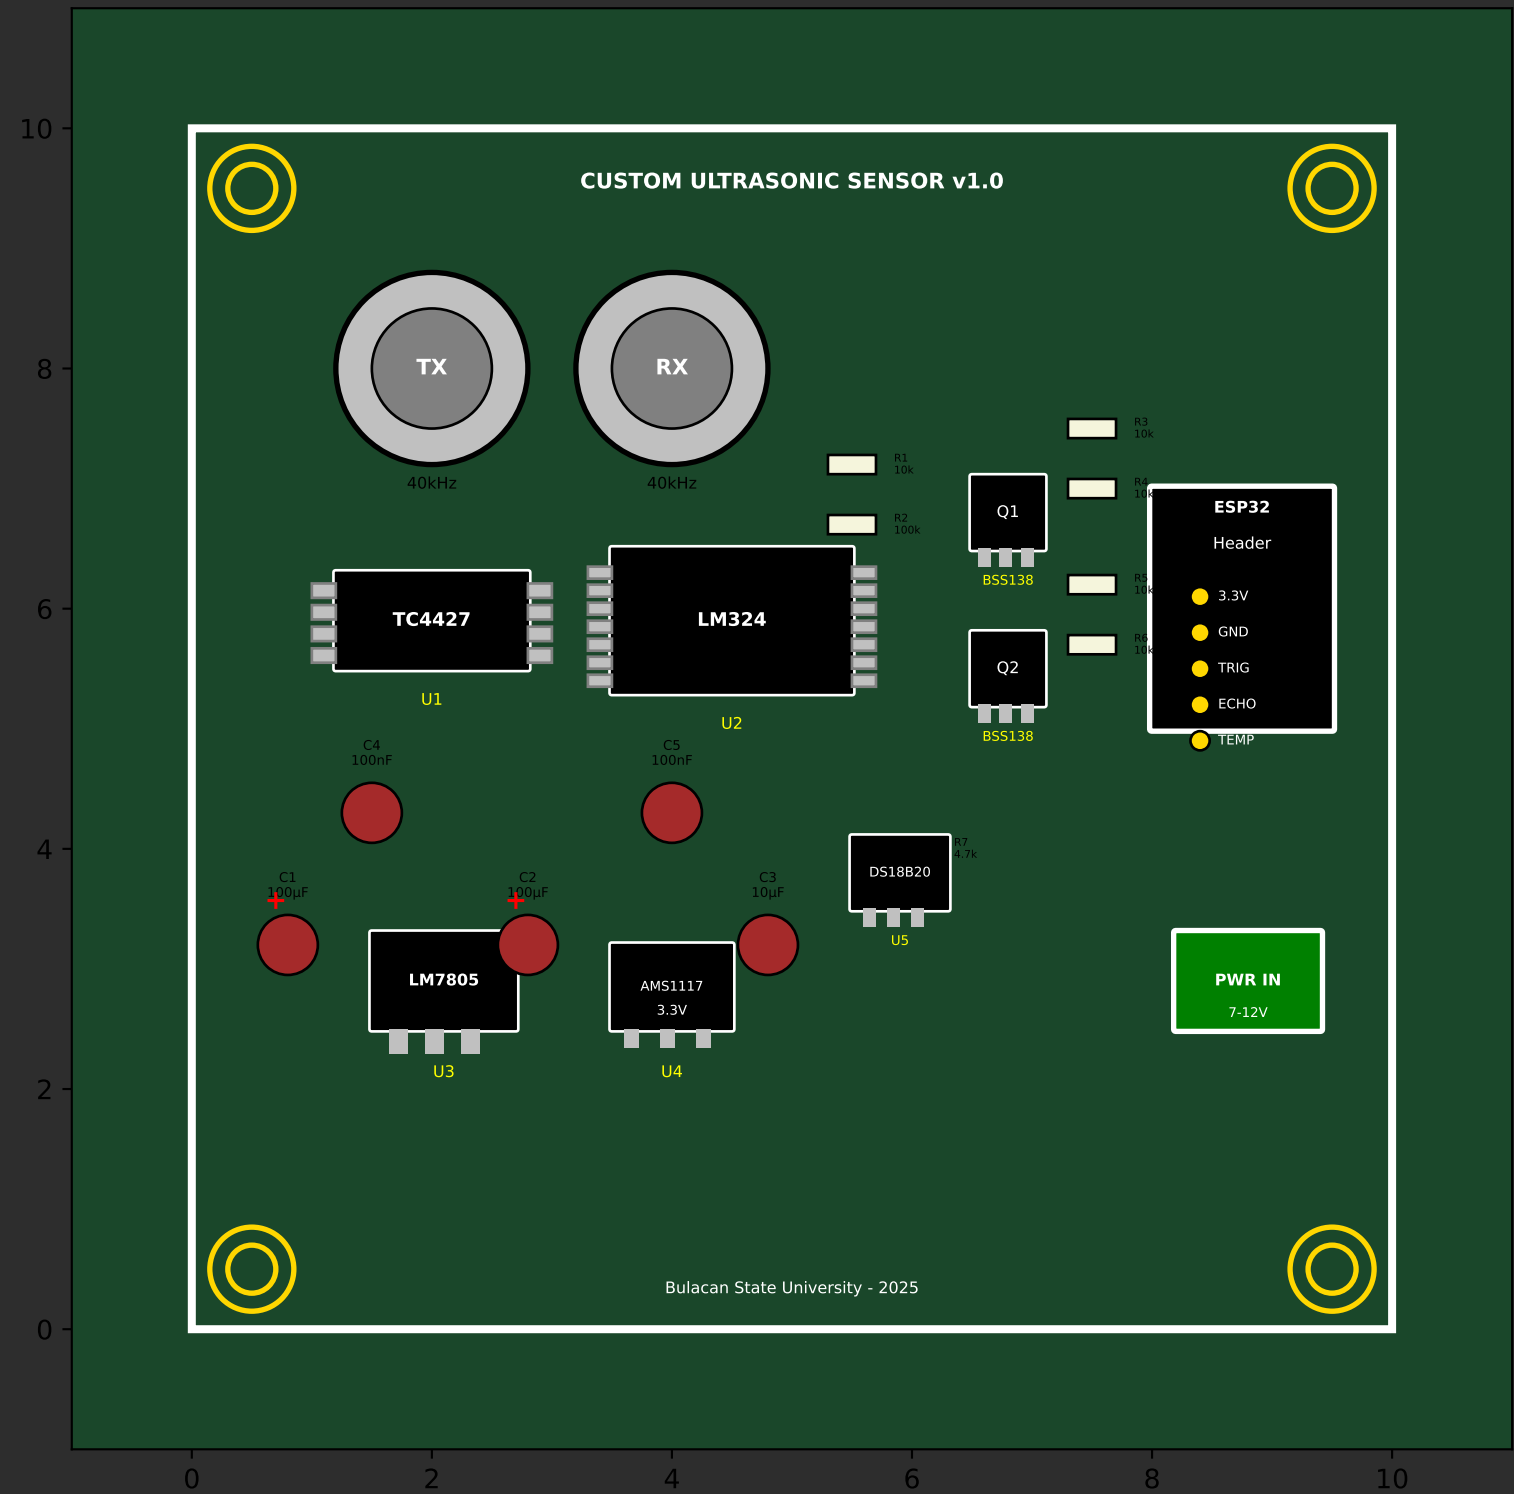 CUSTOM ULTRASONIC SENSOR v1.0
TX
RX
40kHz
40kHz
R1
10k
R2
100k
R3
10k
R4
10k
Q1
BSS138
R5
10k
R6
10k
Q2
BSS138
ESP32
Header
3.3V
GND
TRIG
ECHO
TEMP
TC4427
U1
LM324
U2
C4
100nF
C5
100nF
C1
100µF
+
C2
100µF
+
C3
10µF
DS18B20
R7
4.7k
U5
LM7805
U3
AMS1117
3.3V
U4
PWR IN
7-12V
Bulacan State University - 2025
10
8
6
4
2
0
0
2
4
6
8
10